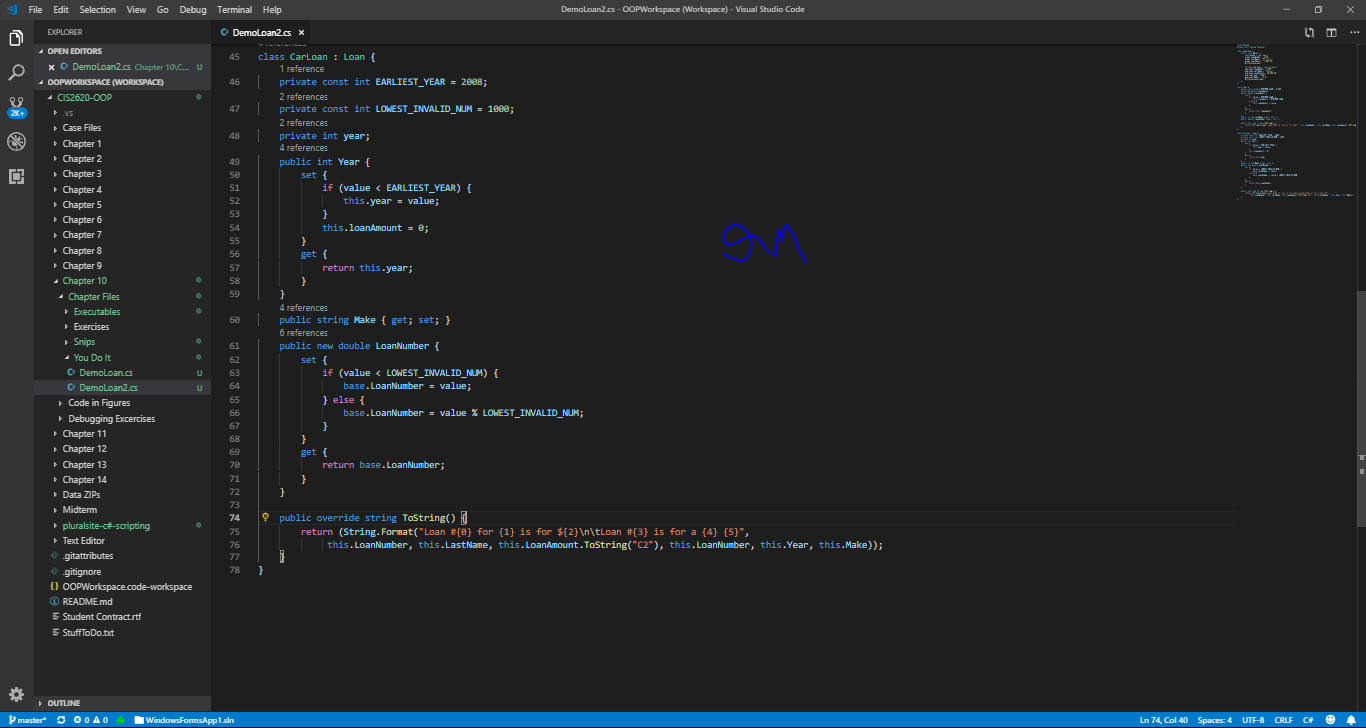 File Edit Selection View Go Debug Terminal Help
DemoLoan2.cs - OOPWorkspace (Workspace) - Visual Studio Code
EXPLORER
OPEN EDITORS
DemoLoan2.cs Chapter 10\C... U
OOPWORKSPACE (WORKSPACE)
CIS2620-OOP
.vs
Case Files
Chapter 1
Chapter 2
Chapter 3
Chapter 4
Chapter 5
Chapter 6
Chapter 7
Chapter 8
Chapter 9
Chapter 10
Chapter Files
Executables
Exercises
Snips
You Do It
DemoLoan.cs U
DemoLoan2.cs U
Code in Figures
Debugging Excercises
Chapter 11
Chapter 12
Chapter 13
Chapter 14
Data ZIPs
Midterm
pluralsite-c#-scripting
Text Editor
.gitattributes
.gitignore
OOPWorkspace.code-workspace
README.md
Student Contract.rtf
StuffToDo.txt
OUTLINE
2K+
DemoLoan2.cs
4 references
45 class CarLoan : Loan {
1 reference
46 private const int EARLIEST_YEAR = 2008;
2 references
47 private const int LOWEST_INVALID_NUM = 1000;
2 references
48 private int year;
4 references
49 public int Year {
50 set {
51 if (value < EARLIEST_YEAR) {
52 this.year = value;
53 }
54 this.loanAmount = 0;
55 }
56 get {
57 return this.year;
58 }
59 }
4 references
60 public string Make { get; set; }
6 references
61 public new double LoanNumber {
62 set {
63 if (value < LOWEST_INVALID_NUM) {
64 base.LoanNumber = value;
65 } else {
66 base.LoanNumber = value % LOWEST_INVALID_NUM;
67 }
68 }
69 get {
70 return base.LoanNumber;
71 }
72 }
73
74 public override string ToString() {
75 return (String.Format("Loan #{0} for {1} is for ${2}\n\tLoan #{3} is for a {4} {5}",
76 this.LoanNumber, this.LastName, this.LoanAmount.ToString("C2"), this.LoanNumber, this.Year, this.Make));
77 }
78 }
master* 0 0 WindowsFormsApp1.sln
Ln 74, Col 40 Spaces: 4 UTF-8 CRLF C#